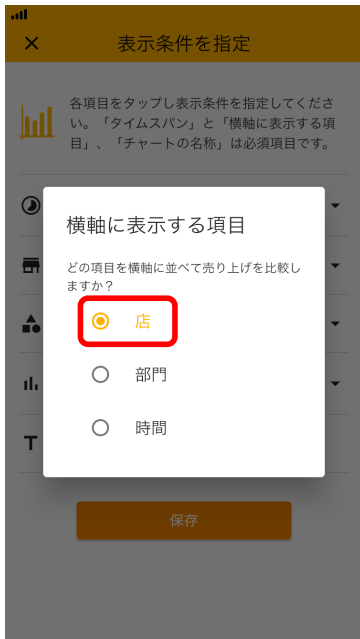 表示条件を指定
各項目をタップし表示条件を指定してくださ
い。「タイムスパン」と「横軸に表示する項
目」、「チャートの名称」は必須項目です。
横軸に表示する項目
どの項目を横軸に並べて売り上げを比較し
ますか？
店
部門
時間
保存